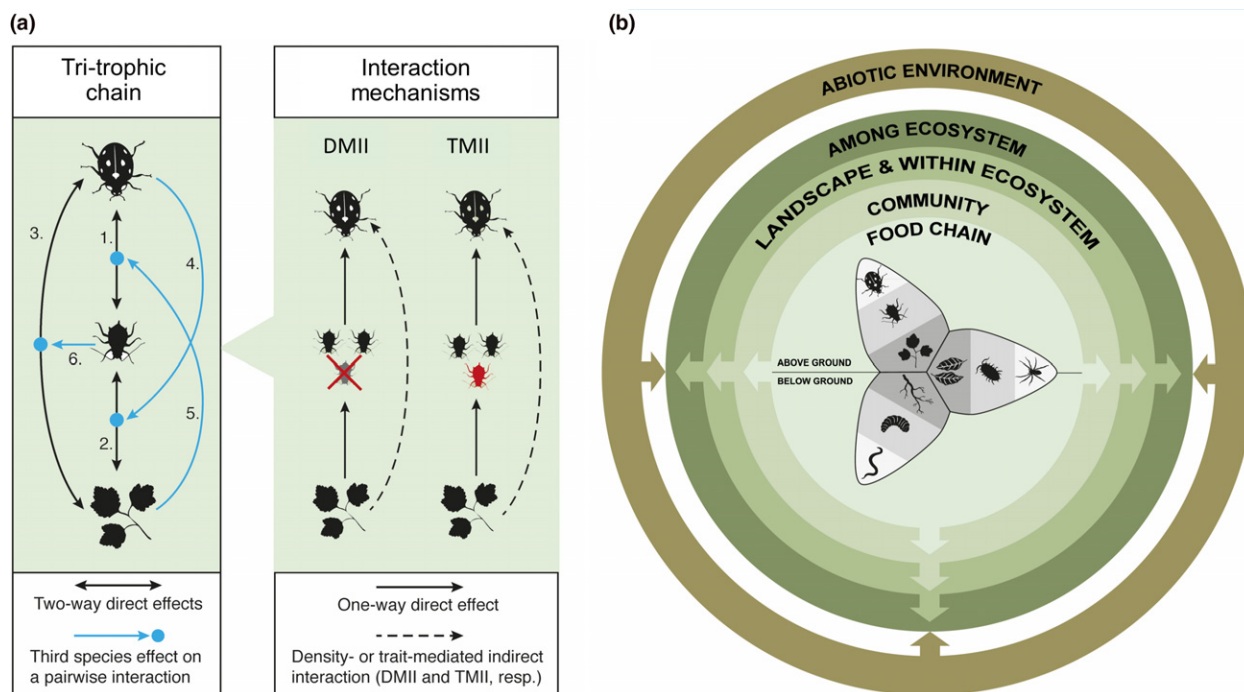 (a)
Tri-trophic
chain
3.
1.
4.
6.
5.
2.
Two-way direct effects
Third species effect on
a pairwise interaction
Interaction
mechanisms
DMII
TMII
One-way direct effect
Density- or trait-mediated indirect
interaction (DMII and TMII, resp.)
(b)
ABIOTIC ENVIRONMENT
AMONG ECOSYSTEM
LANDSCAPE & WITHIN ECOSYSTEM
COMMUNITY
FOOD CHAIN
ABOVE GROUND
BELOW GROUND